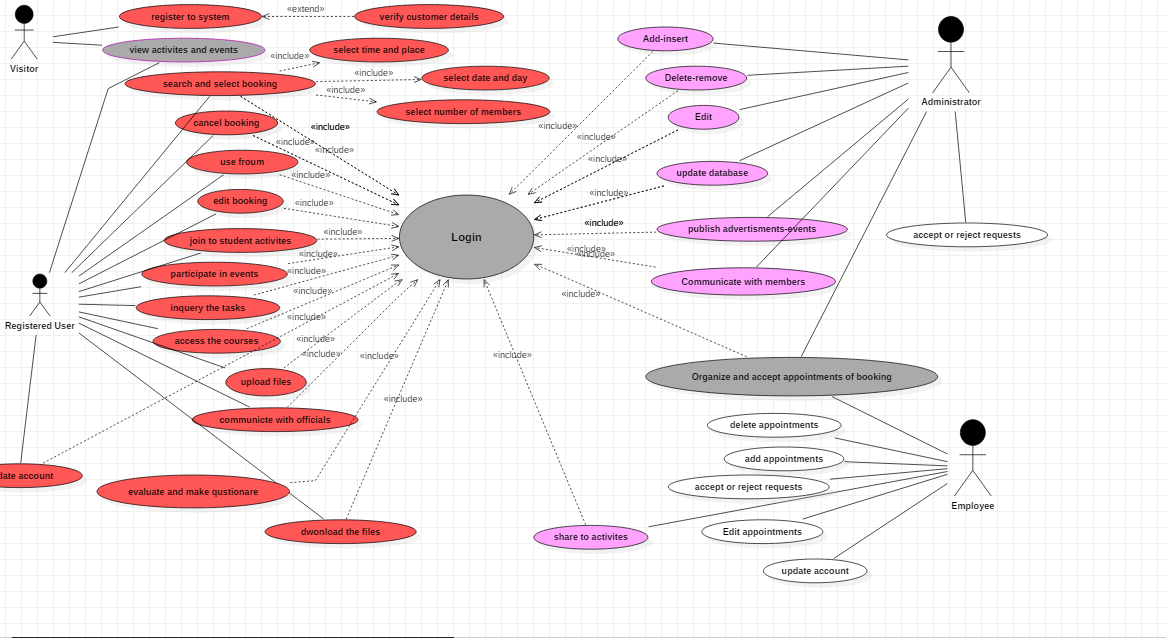 register to system
«extend»
verify customer details
Visitor
view activites and events
«include»
select time and place
search and select booking
«include»
select date and day
«include»
select number of members
cancel booking
«include»
«include»
«include»
use froum
«include»
edit booking
«include»
join to student activites
«include»
participate in events
«include»
«include»
inquery the tasks
«include»
access the courses
«include»
«include»
«include»
upload files
«include»
communicte with officials
«include»
Registered User
date account
evaluate and make qustionare
dwonload the files
Login
Add-insert
Delete-remove
Edit
«include»
«include»
«include»
update database
«include»
publish advertisments-events
«include»
«include»
«include»
Communicate with members
«include»
«include»
Administrator
accept or reject requests
Organize and accept appointments of booking
delete appointments
add appointments
accept or reject requests
Edit appointments
update account
share to activites
Employee